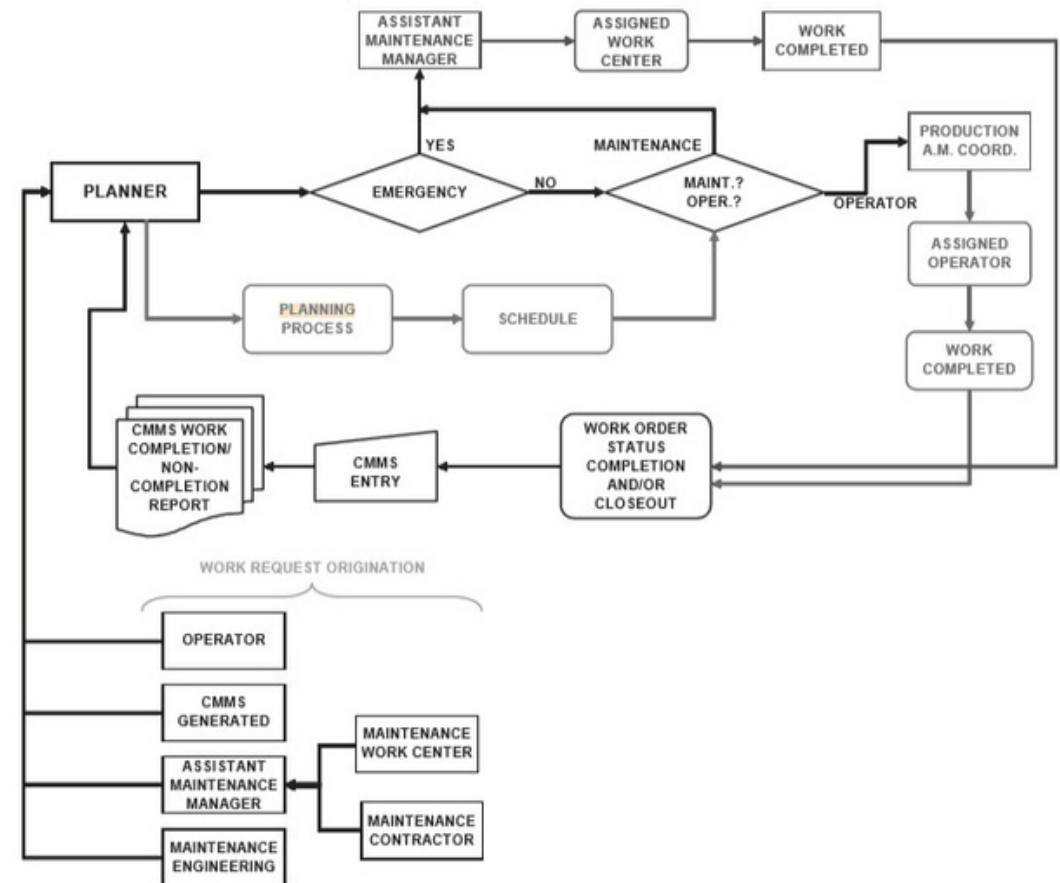 ASSISTANT
MAINTENANCE
MANAGER
ASSIGNED
WORK
CENTER
WORK
COMPLETED
YES
MAINTENANCE
PRODUCTION
A.M. COORD.
PLANNER
EMERGENCY
NO
MAINT.?
OPER.?
OPERATOR
ASSIGNED
OPERATOR
PLANNING
PROCESS
SCHEDULE
WORK
COMPLETED
CMMS WORK
COMPLETION/
NON-
COMPLETION
REPORT
CMMS
ENTRY
WORK ORDER
STATUS
COMPLETION
AND/OR
CLOSEOUT
WORK REQUEST ORIGINATION
OPERATOR
CMMS
GENERATED
MAINTENANCE
WORK CENTER
ASSISTANT
MAINTENANCE
MANAGER
MAINTENANCE
CONTRACTOR
MAINTENANCE
ENGINEERING